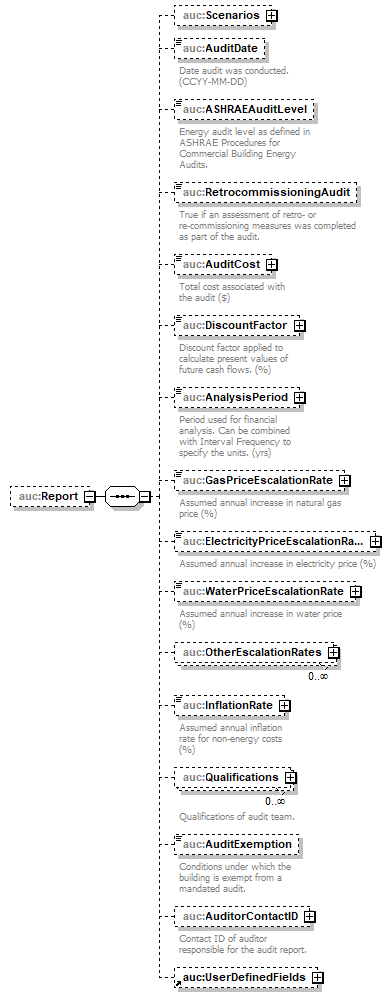 auc:Scenarios
auc:AuditDate
Date audit was conducted.
(CCYY-MM-DD)
auc:ASHRAEAuditLevel
Energy audit level as defined in
ASHRAE Procedures for
Commercial Building Energy
Audits.
auc:RetrocommissioningAudit
True if an assessment of retro- or
re-commissioning measures was completed
as part of the audit.
auc:AuditCost
Total cost associated with
the audit ($)
auc:DiscountFactor
Discount factor applied to
calculate present values of
future cash flows. (%)
auc:AnalysisPeriod
Period used for financial
analysis. Can be combined
with Interval Frequency to
specify the units. (yrs)
auc:GasPriceEscalationRate
auc:Report
Assumed annual increase in natural gas
price (%)
auc:ElectricityPriceEscalationRa...
Assumed annual increase in electricity price (%)
auc:WaterPriceEscalationRate
Assumed annual increase in water price
(%)
auc:OtherEscalationRates
0..∞
auc:InflationRate
Assumed annual inflation
rate for non-energy costs
(%)
auc:Qualifications
0..∞
Qualifications of audit team.
auc:AuditExemption
Conditions under which the
building is exempt from a
mandated audit.
auc:AuditorContactID
Contact ID of auditor
responsible for the audit report.
auc:UserDefinedFields